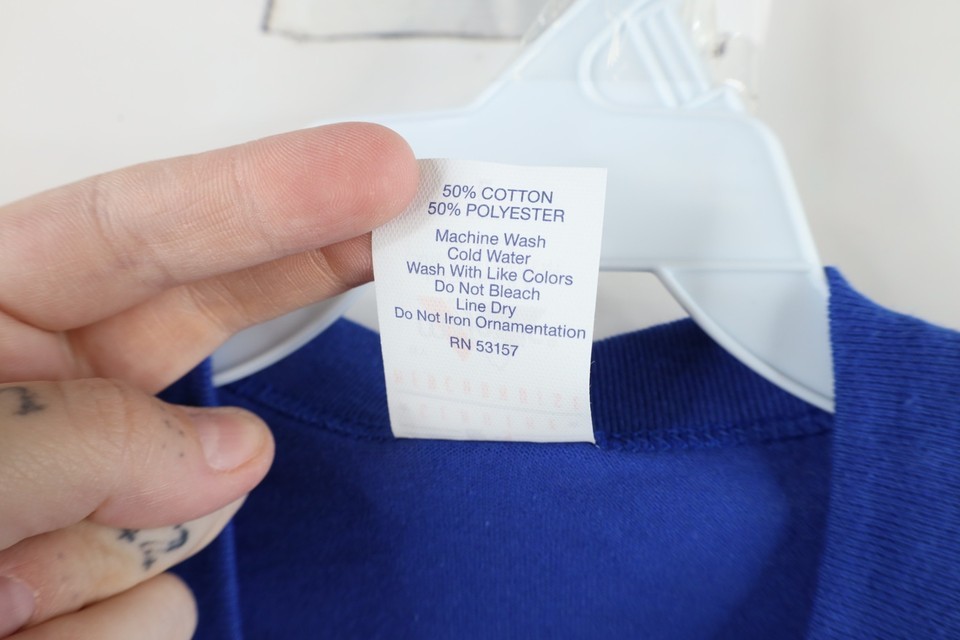 50% COTTON
50% POLYESTER
Machine Wash
Cold Water
Wash With Like Colors
Do Not Bleach
Line Dry
Do Not Iron Ornamentation
RN 53157